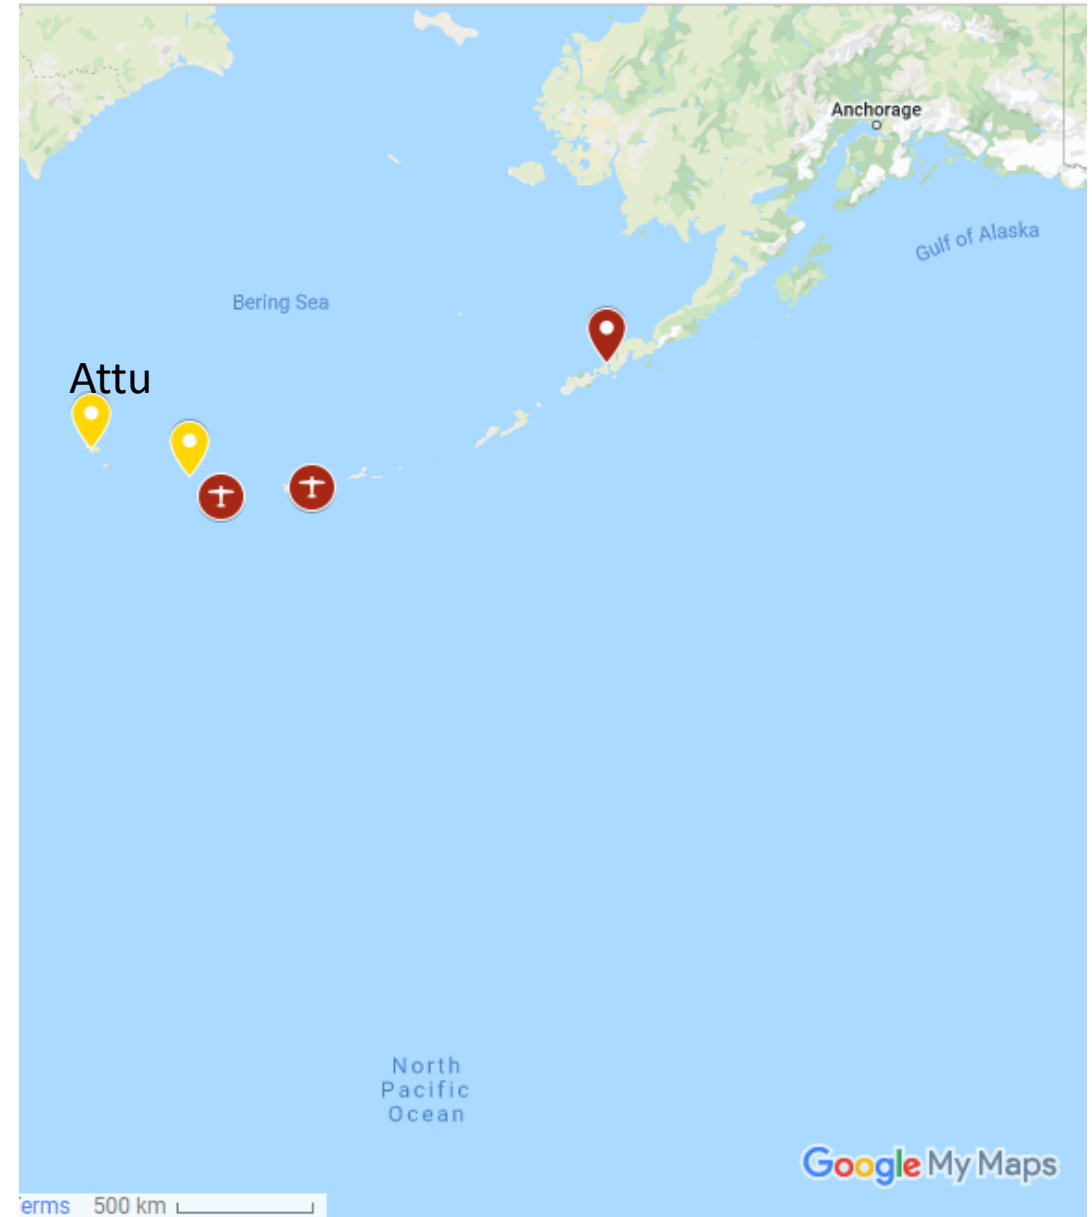 Anchorage
Gulf of Alaska
Bering Sea
Attu
North
Pacific
Ocean
Google My Maps
erms 500 km